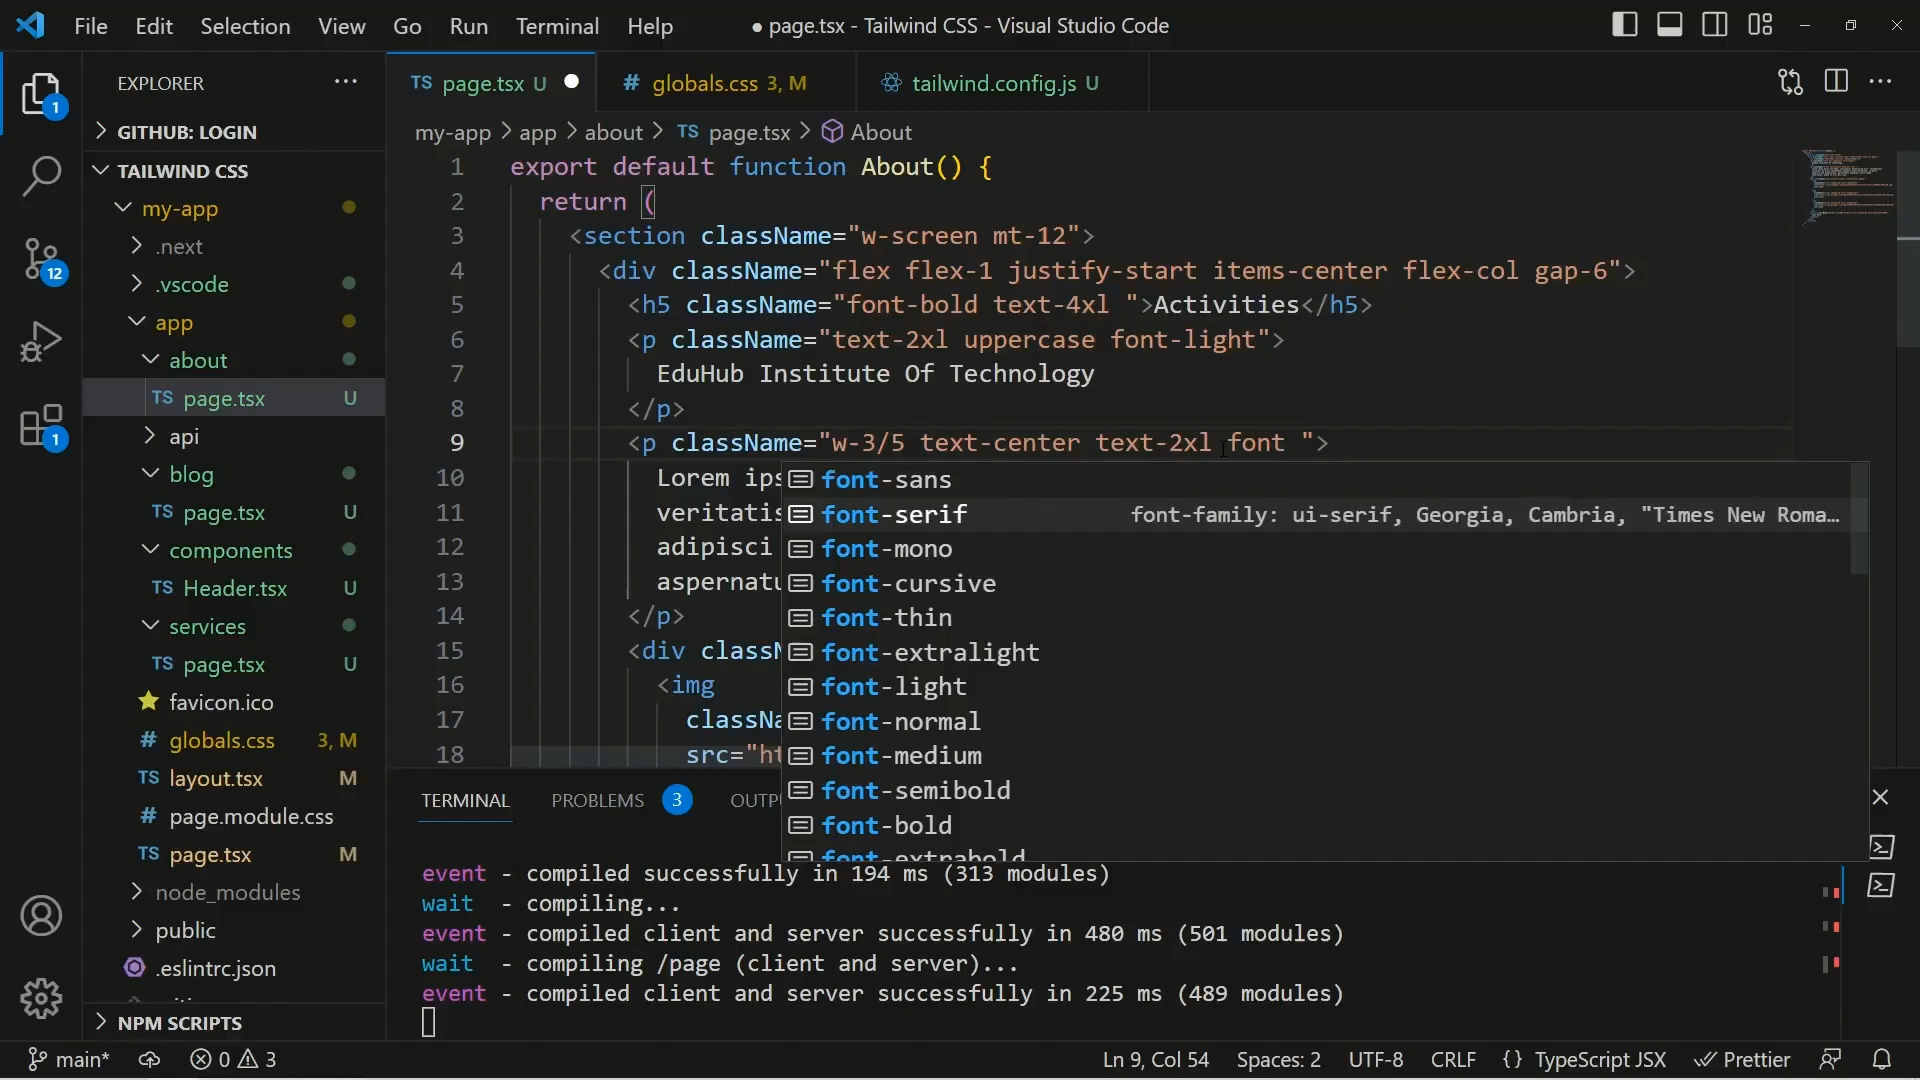 File Edit Selection View Go Run Terminal Help
● page.tsx - Tailwind CSS - Visual Studio Code
EXPLORER
1
12
1
GITHUB: LOGIN
TAILWIND CSS
my-app
.next
.vscode
app
about
TS page.tsx U
api
blog
TS page.tsx U
components
TS Header.tsx U
services
TS page.tsx U
favicon.ico
# globals.css 3, M
TS layout.tsx M
# page.module.css
TS page.tsx M
node_modules
public
.eslintrc.json
NPM SCRIPTS
TS page.tsx U
# globals.css 3, M
tailwind.config.js U
my-app > app > about > TS page.tsx > About
1 export default function About() {
2 return (
3 <section className="w-screen mt-12">
4 <div className="flex flex-1 justify-start items-center flex-col gap-6">
5 <h5 className="font-bold text-4xl ">Activities</h5>
6 <p className="text-2xl uppercase font-light">
7 EduHub Institute Of Technology
8 </p>
9 <p className="w-3/5 text-center text-2xl font ">
10 Lorem ips
11 veritatis
12 adipisci
13 aspernatu
14 </p>
15 <div classN
16 <img
17 classNa
18 src="ht
font-sans
font-serif font-family: ui-serif, Georgia, Cambria, "Times New Roma…
font-mono
font-cursive
font-thin
font-extralight
font-light
font-normal
font-medium
font-semibold
font-bold
font-extrabold
TERMINAL PROBLEMS 3 OUTPU
event - compiled successfully in 194 ms (313 modules)
wait - compiling...
event - compiled client and server successfully in 480 ms (501 modules)
wait - compiling /page (client and server)...
event - compiled client and server successfully in 225 ms (489 modules)
main* 0 3
Ln 9, Col 54 Spaces: 2 UTF-8 CRLF {} TypeScript JSX Prettier